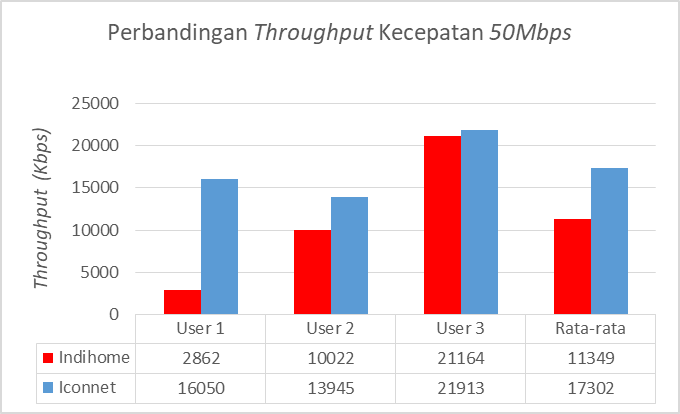 Perbandingan Throughput Kecepatan 50Mbps
Throughput (Kbps)
25000
20000
15000
10000
5000
0
User 1 User 2 User 3 Rata-rata
Indihome 2862 10022 21164 11349
Iconnet 16050 13945 21913 17302